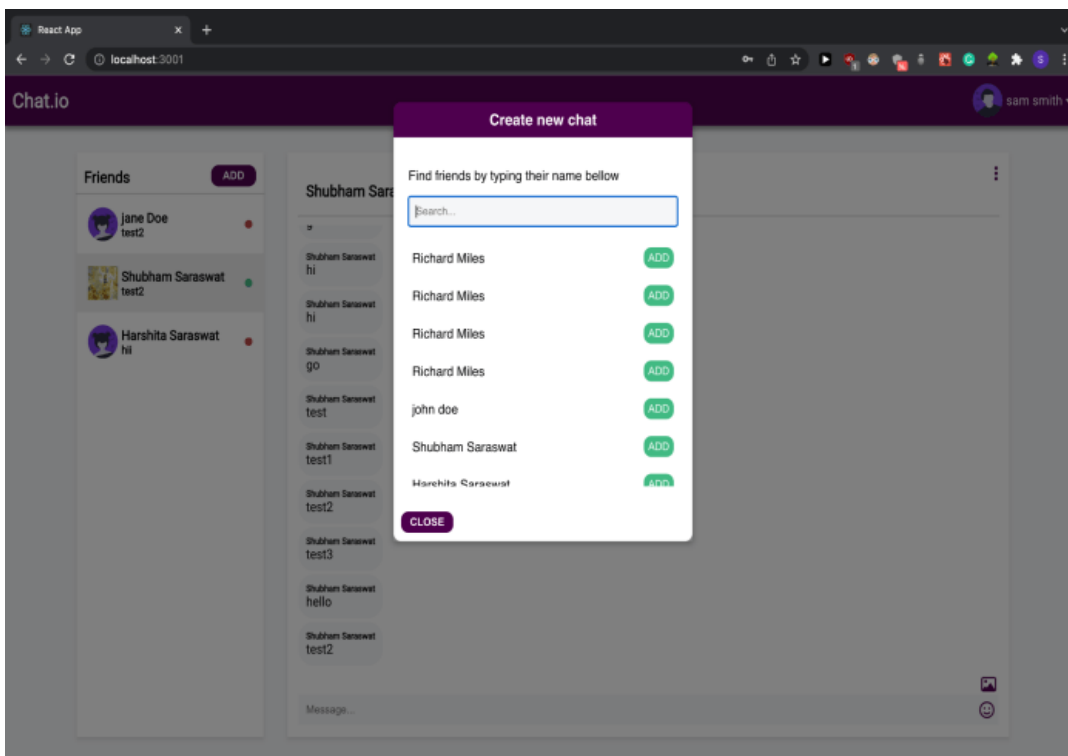 React App
localhost:3001
Chat.io
sam smith
Create new chat
Find friends by typing their name bellow
Search...
Richard Miles ADD
Richard Miles ADD
Richard Miles ADD
Richard Miles ADD
john doe ADD
Shubham Saraswat ADD
Harshita Saraswat ADD
CLOSE
Friends ADD
jane Doe
test2
Shubham Saraswat
test2
Harshita Saraswat
hii
Shubham Sara
Shubham Saraswat
hi
Shubham Saraswat
hi
Shubham Saraswat
go
Shubham Saraswat
test
Shubham Saraswat
test1
Shubham Saraswat
test2
Shubham Saraswat
test3
Shubham Saraswat
hello
Shubham Saraswat
test2
Message...